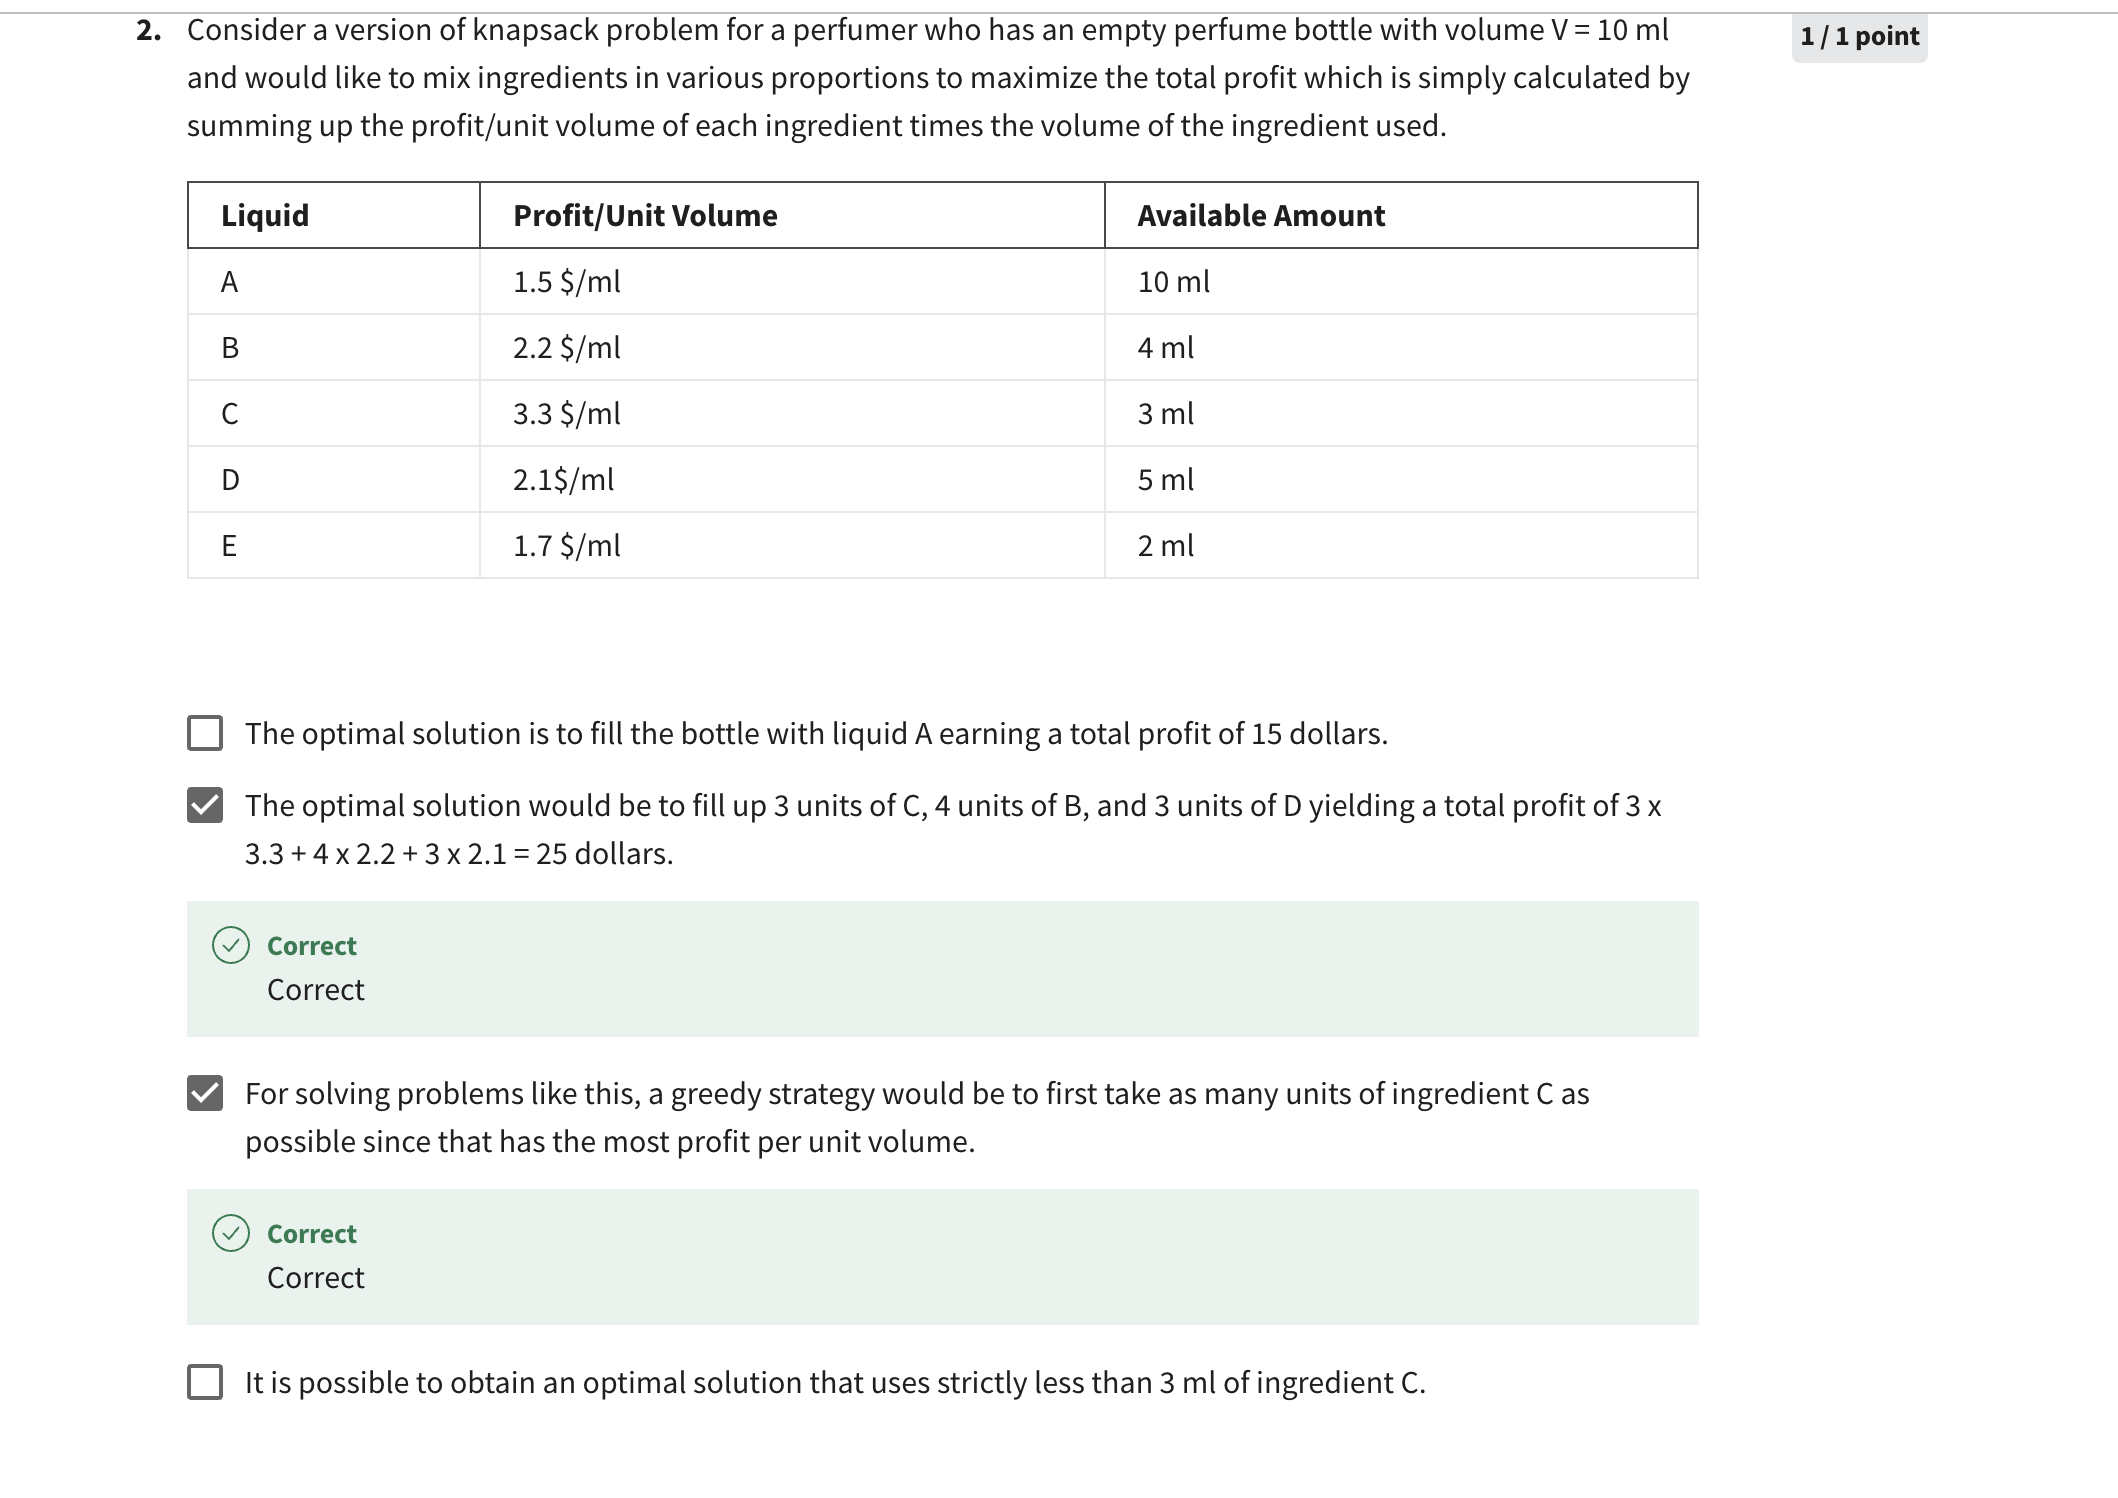 2. Consider a version of knapsack problem for a perfumer who has an empty perfume bottle with volume V = 10 ml
1 / 1 point
and would like to mix ingredients in various proportions to maximize the total profit which is simply calculated by
summing up the profit/unit volume of each ingredient times the volume of the ingredient used.
Liquid Profit/Unit Volume Available Amount
A 1.5 $/ml 10 ml
B 2.2 $/ml 4 ml
C 3.3 $/ml 3 ml
D 2.1$/ml 5 ml
E 1.7 $/ml 2 ml
The optimal solution is to fill the bottle with liquid A earning a total profit of 15 dollars.
The optimal solution would be to fill up 3 units of C, 4 units of B, and 3 units of D yielding a total profit of 3 x
3.3 + 4 x 2.2 + 3 x 2.1 = 25 dollars.
Correct
Correct
For solving problems like this, a greedy strategy would be to first take as many units of ingredient C as
possible since that has the most profit per unit volume.
Correct
Correct
It is possible to obtain an optimal solution that uses strictly less than 3 ml of ingredient C.